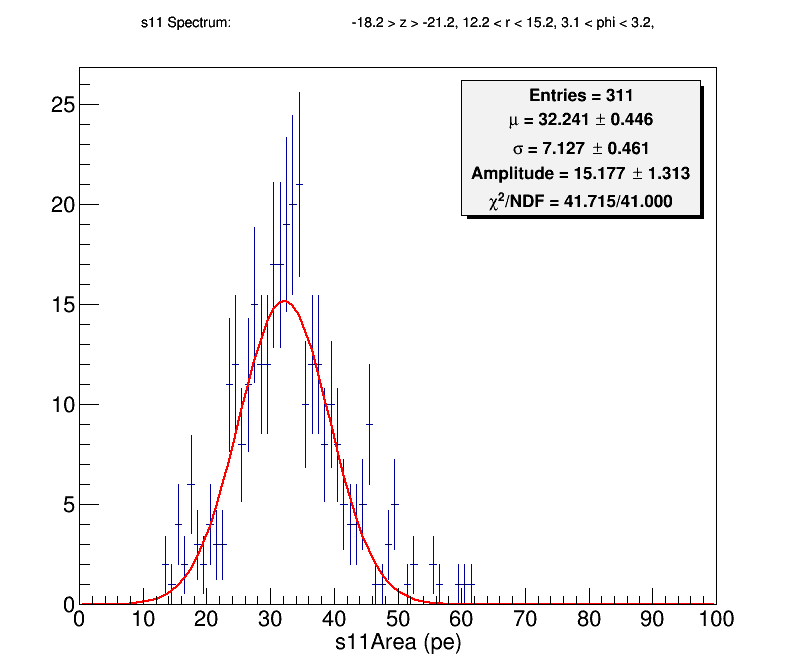 s11 Spectrum: -18.2 > z > -21.2, 12.2 < r < 15.2, 3.1 < phi < 3.2,
Entries = 311
μ = 32.241 ± 0.446
σ = 7.127 ± 0.461
Amplitude = 15.177 ± 1.313
χ²/NDF = 41.715/41.000
25
20
15
10
5
0
0 10 20 30 40 50 60 70 80 90 100
s11Area (pe)